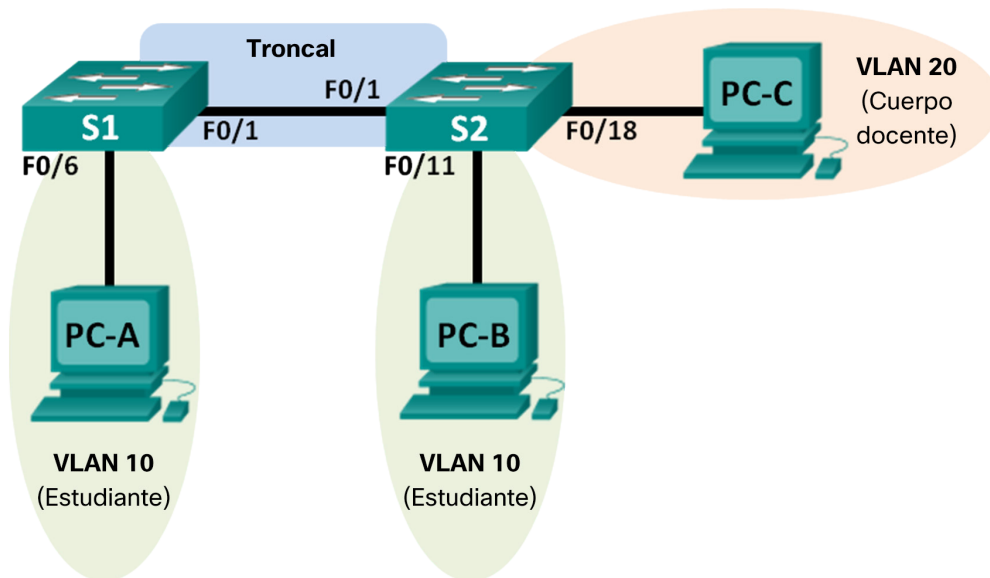 Troncal
S1
F0/1
F0/1
S2
F0/18
PC-C
VLAN 20
(Cuerpo
docente)
F0/6
F0/11
PC-A
PC-B
VLAN 10
(Estudiante)
VLAN 10
(Estudiante)